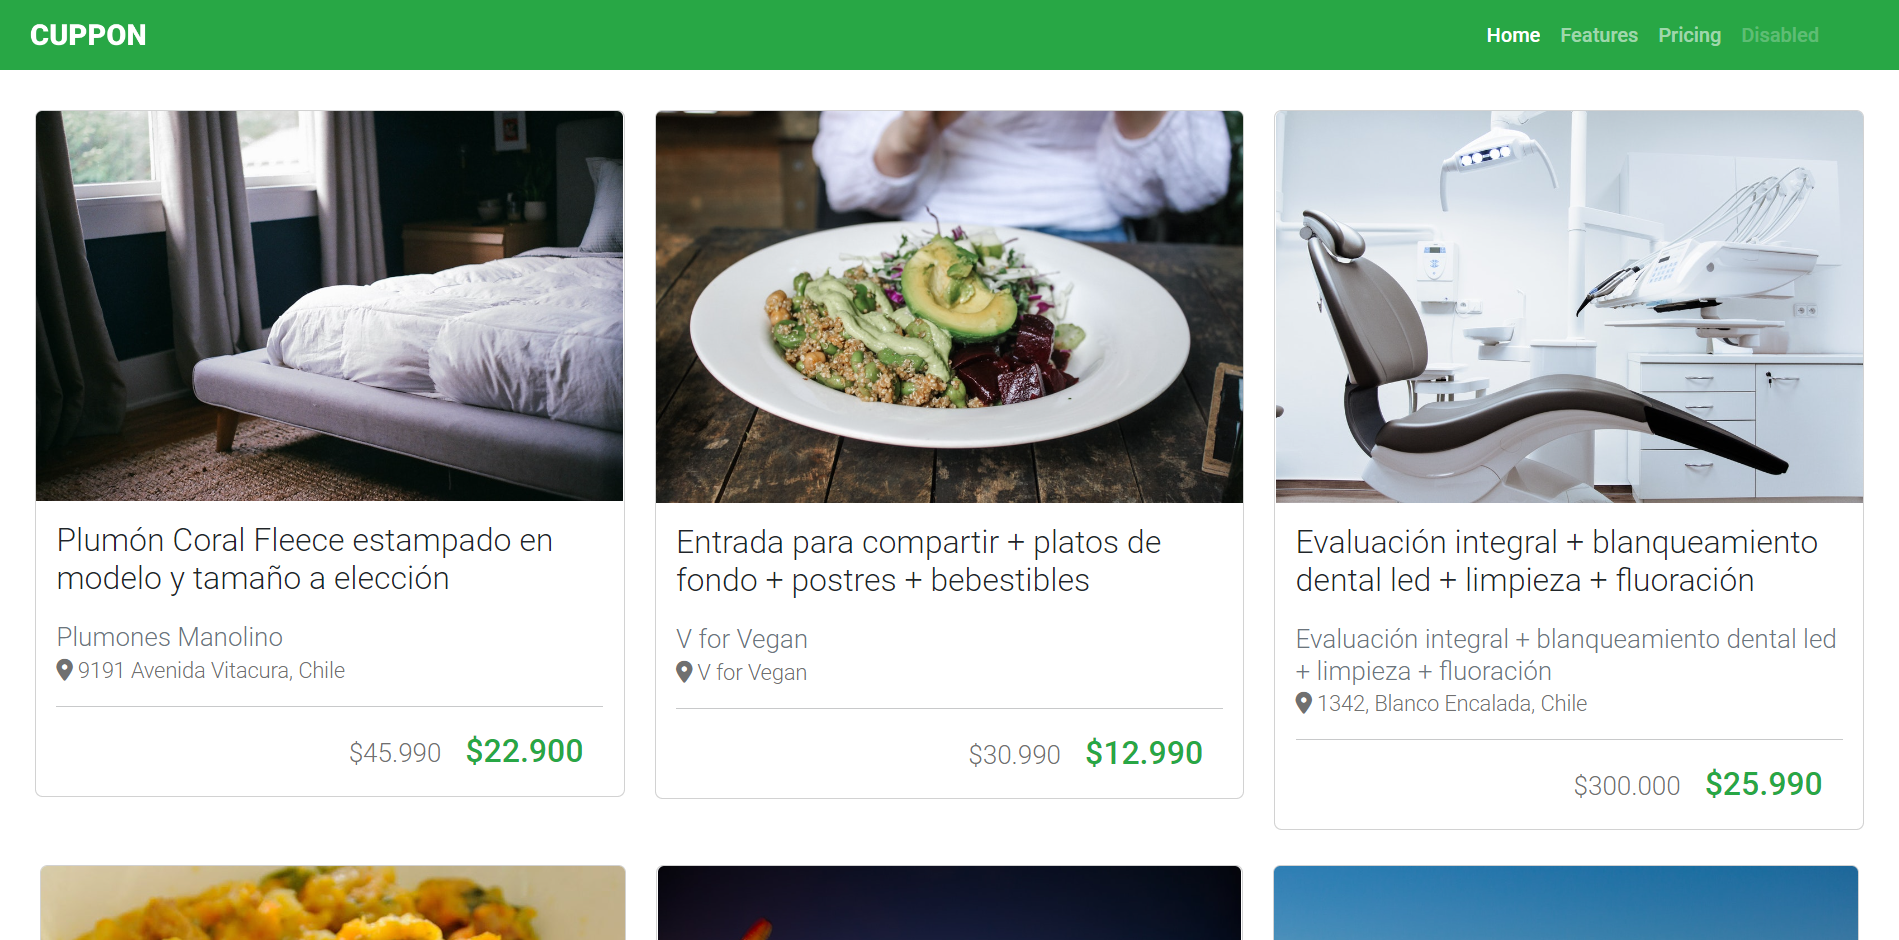 CUPPON
Home Features Pricing Disabled
Plumón Coral Fleece estampado en
modelo y tamaño a elección
Plumones Manolino
9191 Avenida Vitacura, Chile
$45.990 $22.900
Entrada para compartir + platos de
fondo + postres + bebestibles
V for Vegan
V for Vegan
$30.990 $12.990
Evaluación integral + blanqueamiento
dental led + limpieza + fluoración
Evaluación integral + blanqueamiento dental led
+ limpieza + fluoración
1342, Blanco Encalada, Chile
$300.000 $25.990